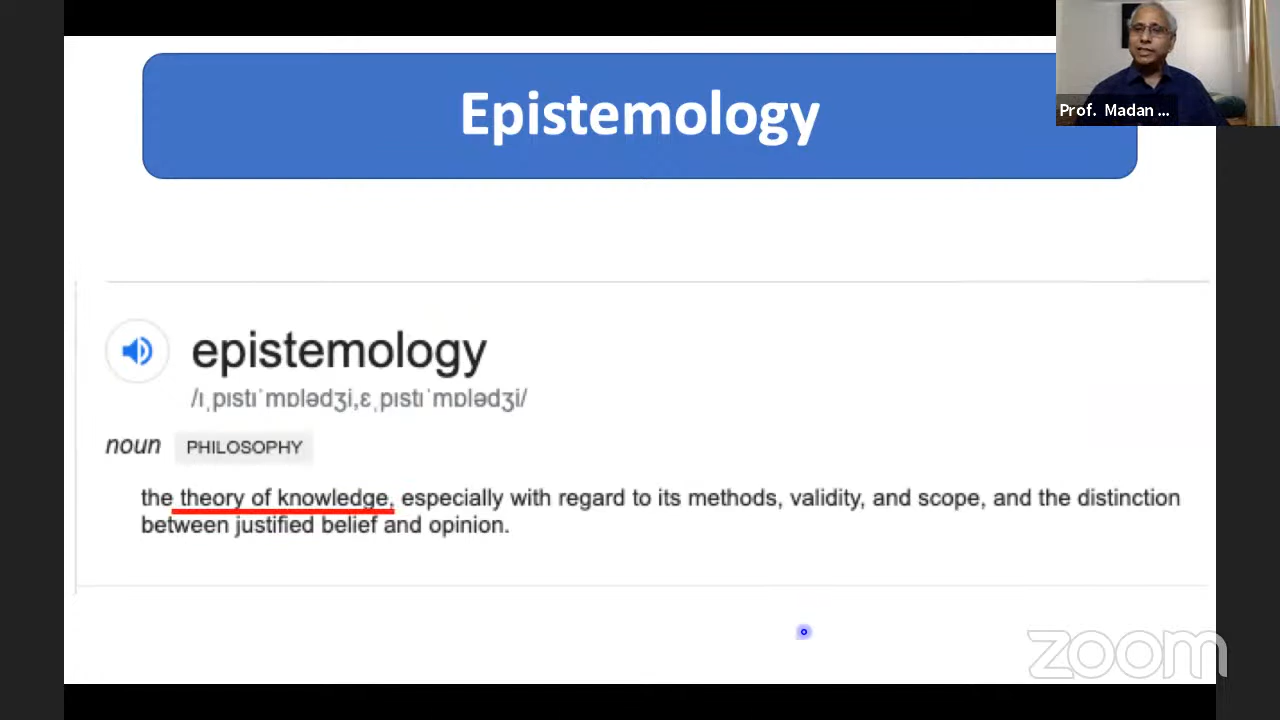 Epistemology
Prof. Madan ...
epistemology
/ɪˌpɪstɪˈmɒlədʒi,ɛˌpɪstɪˈmɒlədʒi/
noun PHILOSOPHY
the theory of knowledge, especially with regard to its methods, validity, and scope, and the distinction
between justified belief and opinion.
zoom